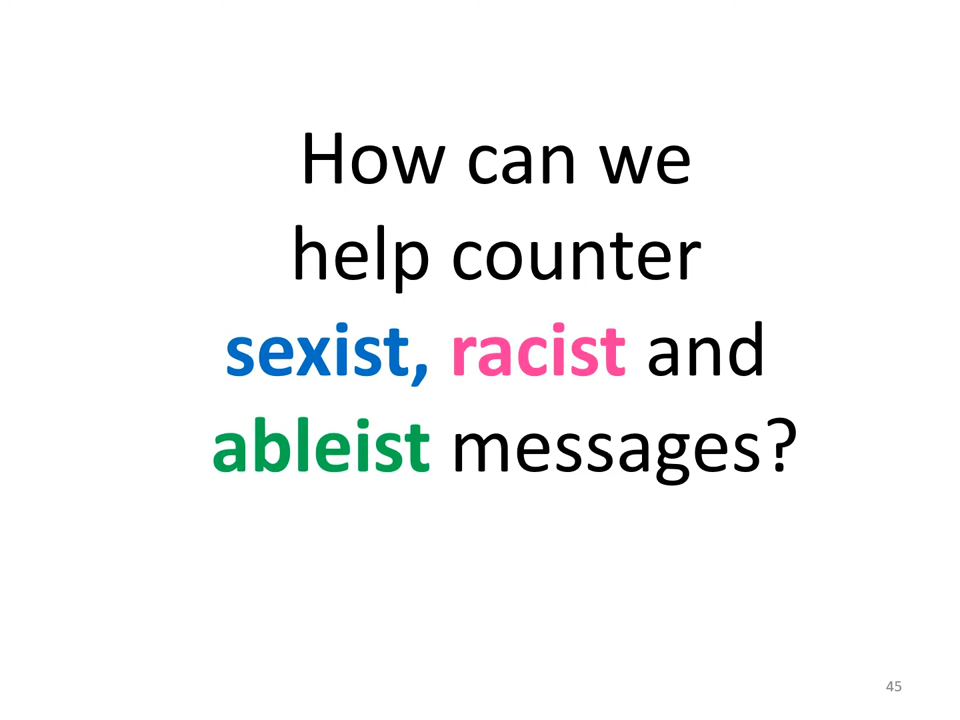 How can we
help counter
sexist, racist and
ableist messages?
45